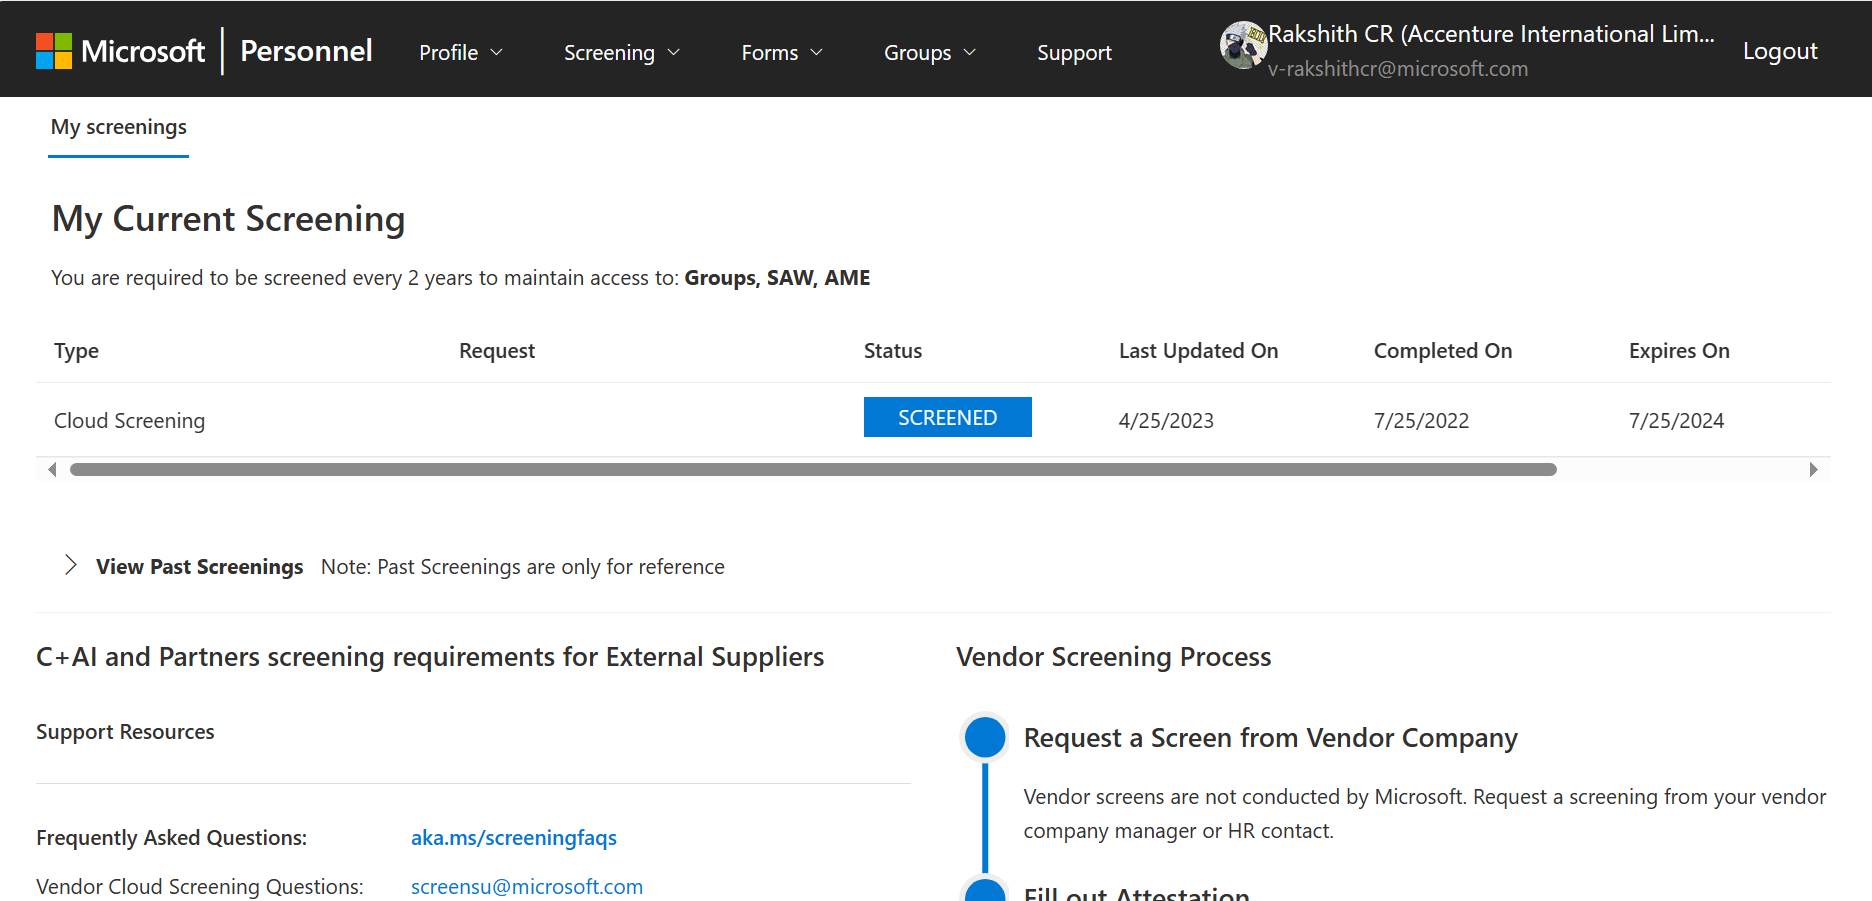 Microsoft | Personnel
Profile
Screening
Forms
Groups
Support
Rakshith CR (Accenture International Lim...
v-rakshithcr@microsoft.com
Logout
My screenings
My Current Screening
You are required to be screened every 2 years to maintain access to: Groups, SAW, AME
Type Request Status Last Updated On Completed On Expires On
Cloud Screening SCREENED 4/25/2023 7/25/2022 7/25/2024
View Past Screenings Note: Past Screenings are only for reference
C+AI and Partners screening requirements for External Suppliers
Support Resources
Frequently Asked Questions: aka.ms/screeningfaqs
Vendor Cloud Screening Questions: screensu@microsoft.com
Vendor Screening Process
Request a Screen from Vendor Company
Vendor screens are not conducted by Microsoft. Request a screening from your vendor
company manager or HR contact.
Fill out Attestation